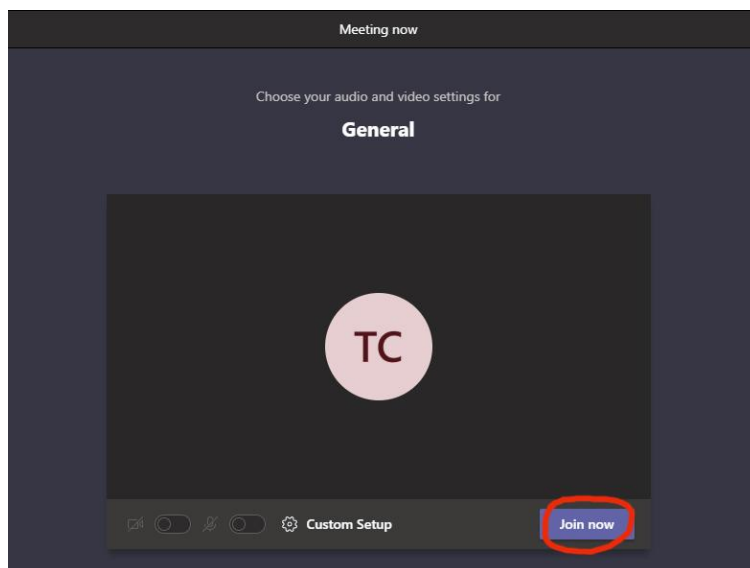 Meeting now
Choose your audio and video settings for
General
TC
Custom Setup
Join now